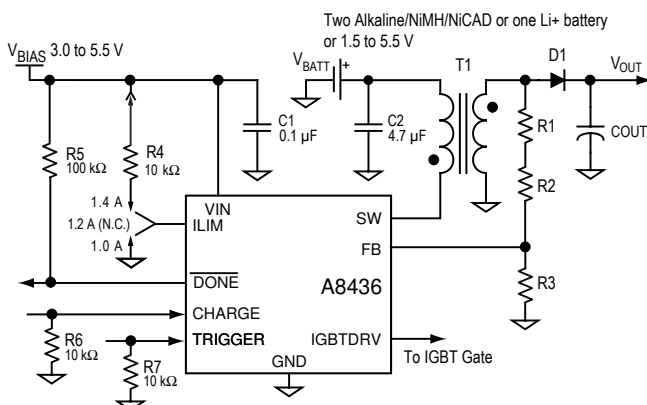 Two Alkaline/NiMH/NiCAD or one Li+ battery
or 1.5 to 5.5 V
VBIAS 3.0 to 5.5 V
VBATT
+
T1
D1
VOUT
C1
0.1 µF
C2
4.7 µF
R1
COUT
R5
100 kΩ
R4
10 kΩ
R2
1.4 A
1.2 A (N.C.)
1.0 A
VIN
ILIM
SW
FB
DONE
A8436
R3
CHARGE
TRIGGER
IGBTDRV
To IGBT Gate
R6
10 kΩ
R7
10 kΩ
GND